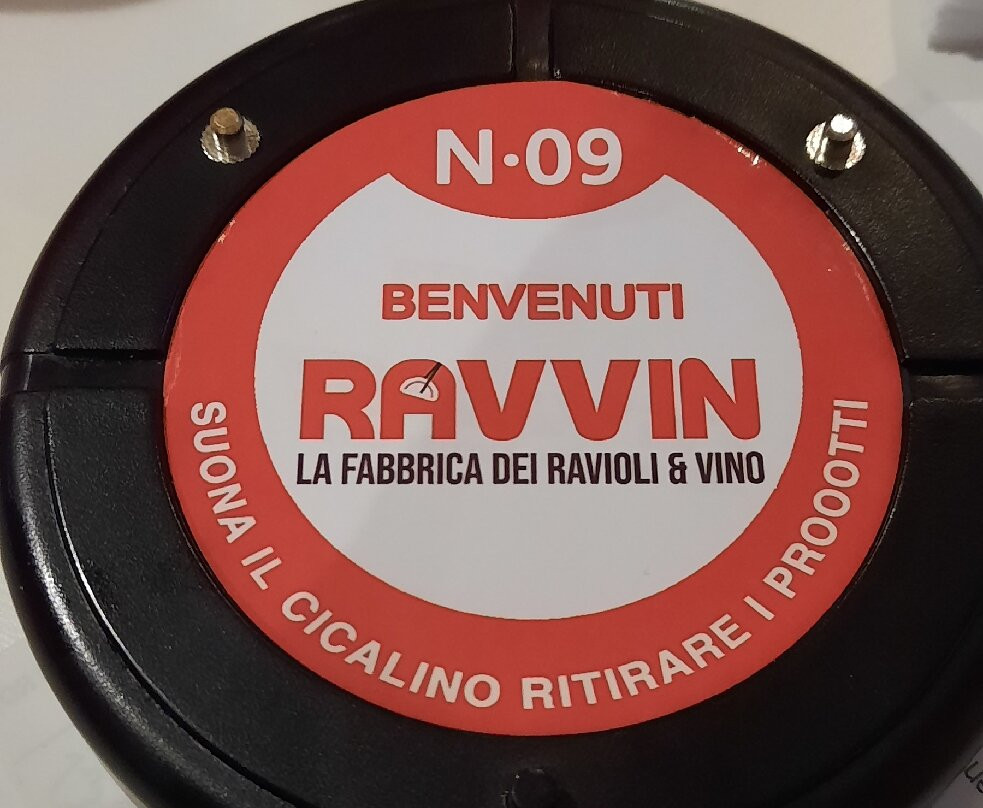 N·09
BENVENUTI
RAVVIN
LA FABBRICA DEI RAVIOLI & VINO
SUONA IL CICALINO RITIRARE I PROOOTTI